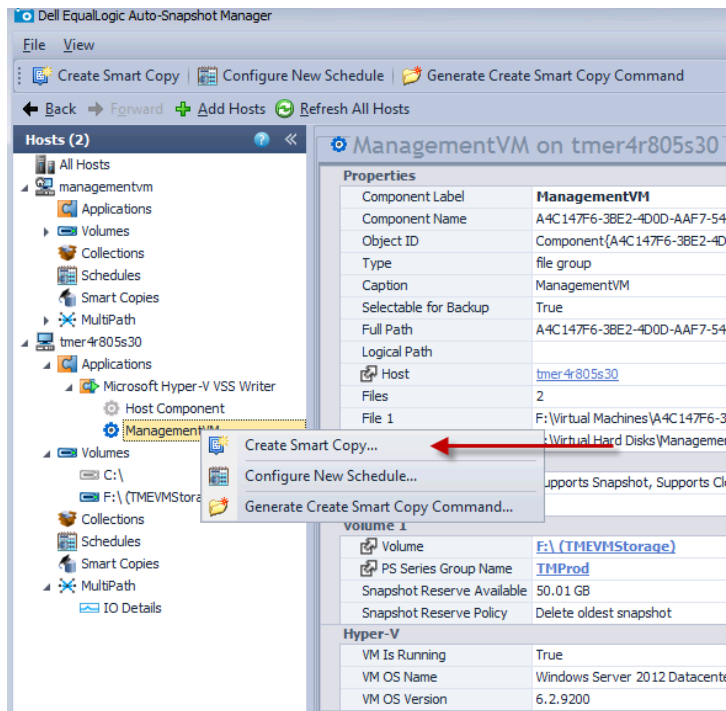 Dell EqualLogic Auto-Snapshot Manager
File View
Create Smart Copy Configure New Schedule Generate Create Smart Copy Command
Back Forward Add Hosts Refresh All Hosts
Hosts (2)
All Hosts
managementvm
Applications
Volumes
Collections
Schedules
Smart Copies
MultiPath
tmer4r805s30
Applications
Microsoft Hyper-V VSS Writer
Host Component
ManagementVM
Volumes
C:\
F:\ (TMEVMStora
Collections
Schedules
Smart Copies
MultiPath
IO Details
Create Smart Copy...
Configure New Schedule...
Generate Create Smart Copy Command...
ManagementVM on tmer4r805s30
Properties
Component Label ManagementVM
Component Name A4C147F6-3BE2-4D0D-AAF7-54
Object ID Component{A4C147F6-3BE2-4D
Type file group
Caption ManagementVM
Selectable for Backup True
Full Path A4C147F6-3BE2-4D0D-AAF7-54
Logical Path
Host tmer4r805s30
Files 2
File 1 F:\Virtual Machines\A4C147F6-3
:\Virtual Hard Disks\Manageme
upports Snapshot, Supports Cl
Volume 1
Volume F:\ (TMEVMStorage)
PS Series Group Name TMProd
Snapshot Reserve Available 50.01 GB
Snapshot Reserve Policy Delete oldest snapshot
Hyper-V
VM Is Running True
VM OS Name Windows Server 2012 Datacente
VM OS Version 6.2.9200